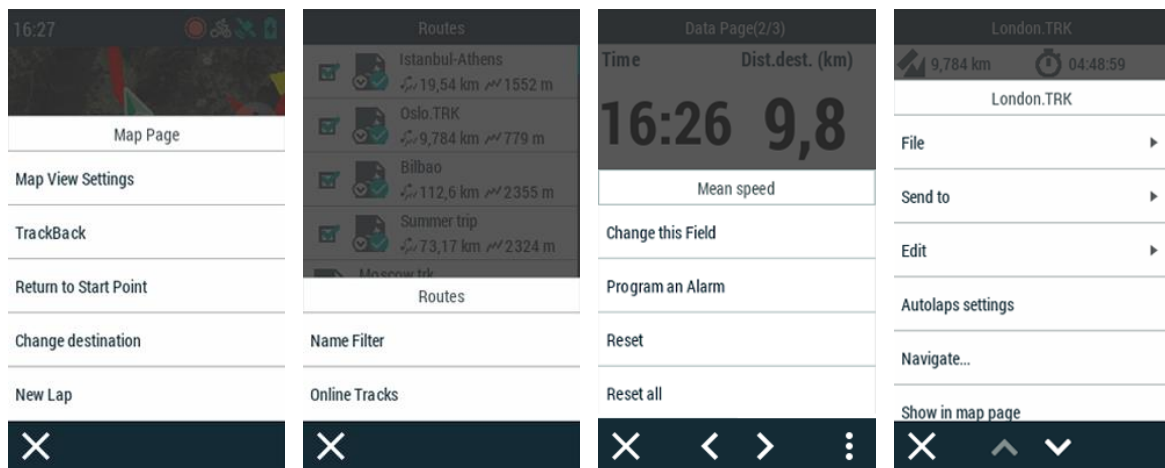 16:27
Map Page
Map View Settings
TrackBack
Return to Start Point
Change destination
New Lap
Routes
Istanbul-Athens
19,54 km 1552 m
Oslo.TRK
9,784 km 779 m
Bilbao
112,6 km 2355 m
Summer trip
73,17 km 2324 m
Moscow trk
Routes
Name Filter
Online Tracks
Data Page(2/3)
Time Dist.dest. (km)
16:26 9,8
Mean speed
Change this Field
Program an Alarm
Reset
Reset all
London.TRK
9,784 km 04:48:59
London.TRK
File
Send to
Edit
Autolaps settings
Navigate...
Show in map page